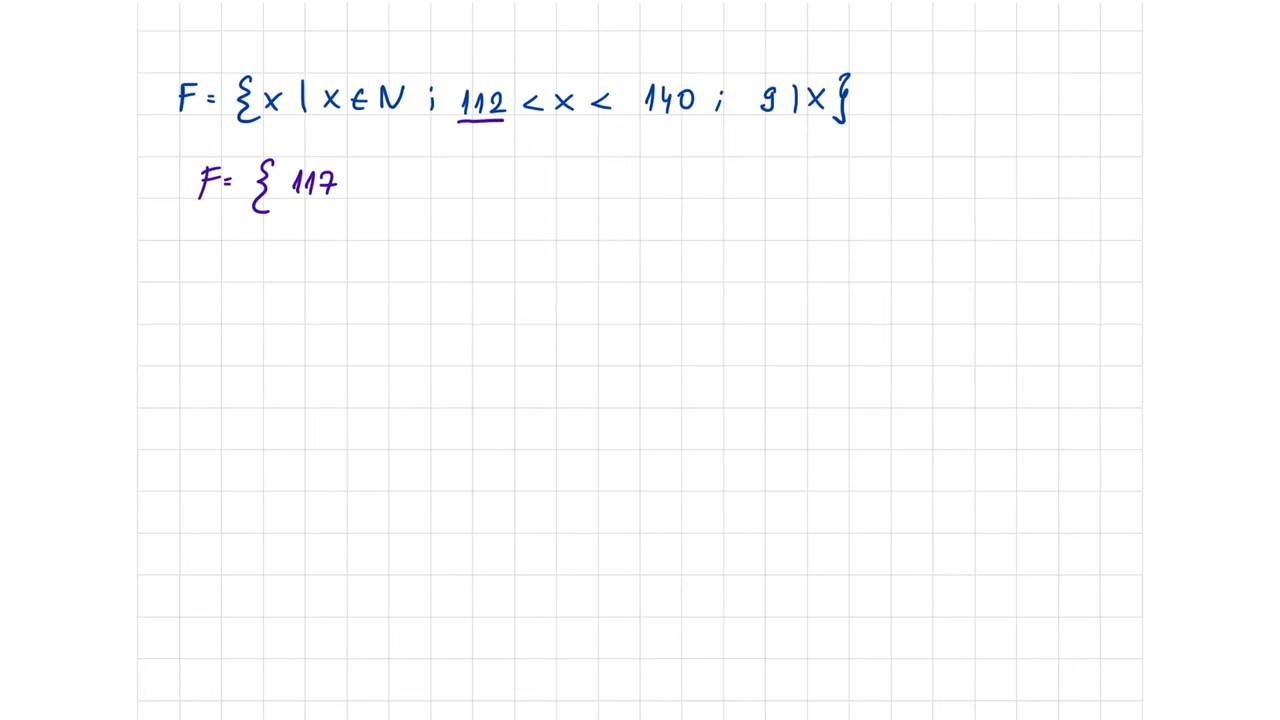 F = { x | x ∈ N ; 112 < x < 140 ; 9 | x }
F = { 117